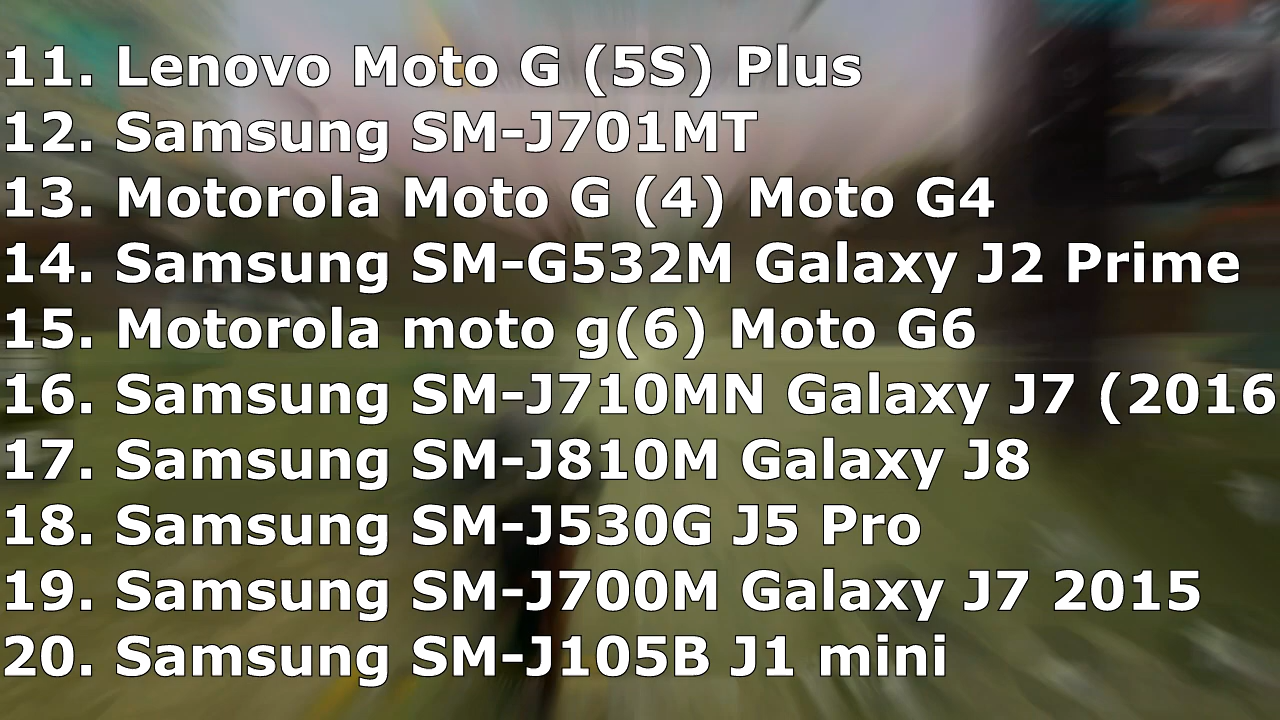 11. Lenovo Moto G (5S) Plus
12. Samsung SM-J701MT
13. Motorola Moto G (4) Moto G4
14. Samsung SM-G532M Galaxy J2 Prime
15. Motorola moto g(6) Moto G6
16. Samsung SM-J710MN Galaxy J7 (2016
17. Samsung SM-J810M Galaxy J8
18. Samsung SM-J530G J5 Pro
19. Samsung SM-J700M Galaxy J7 2015
20. Samsung SM-J105B J1 mini